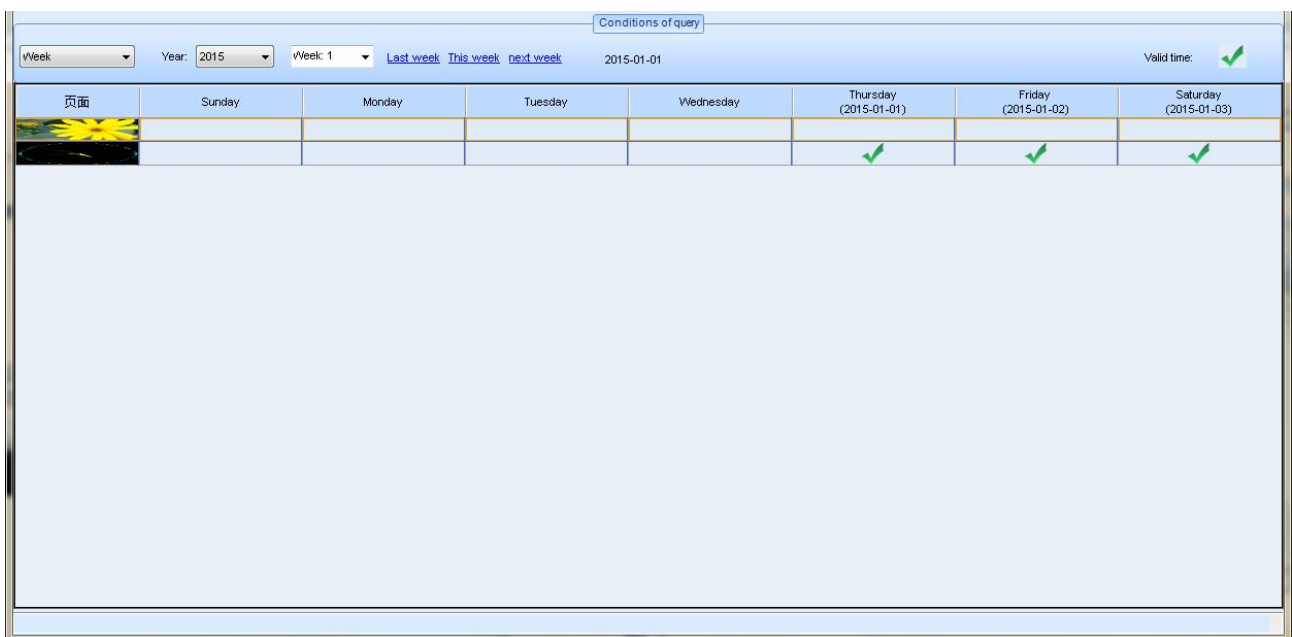 Conditions of query
Week Year: 2015 Week: 1 Last week This week next week 2015-01-01 Valid time:
页面 Sunday Monday Tuesday Wednesday Thursday Friday Saturday
(2015-01-01) (2015-01-02) (2015-01-03)